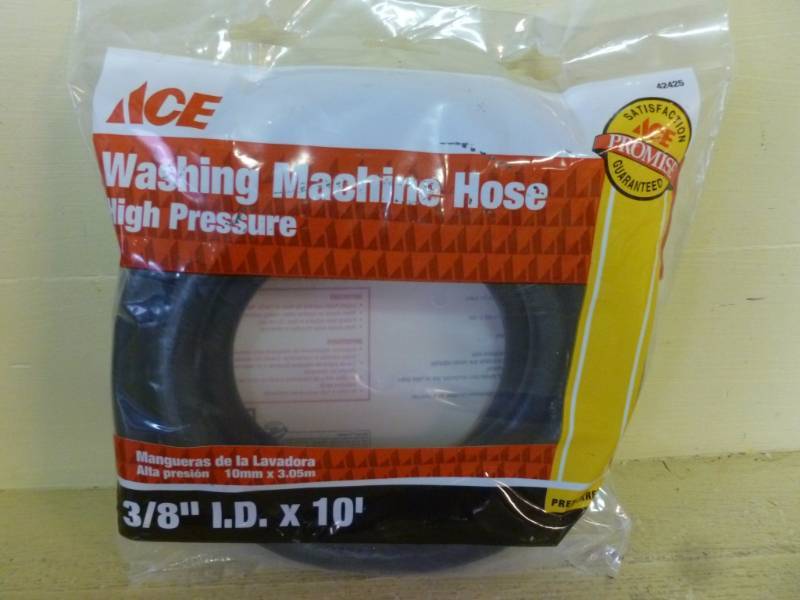 ACE
42425
SATISFACTION
ACE
PROMISE
GUARANTEED
Washing Machine Hose
High Pressure
Mangueras de la Lavadora
Alta presión 10mm x 3.05m
3/8" I.D. x 10'